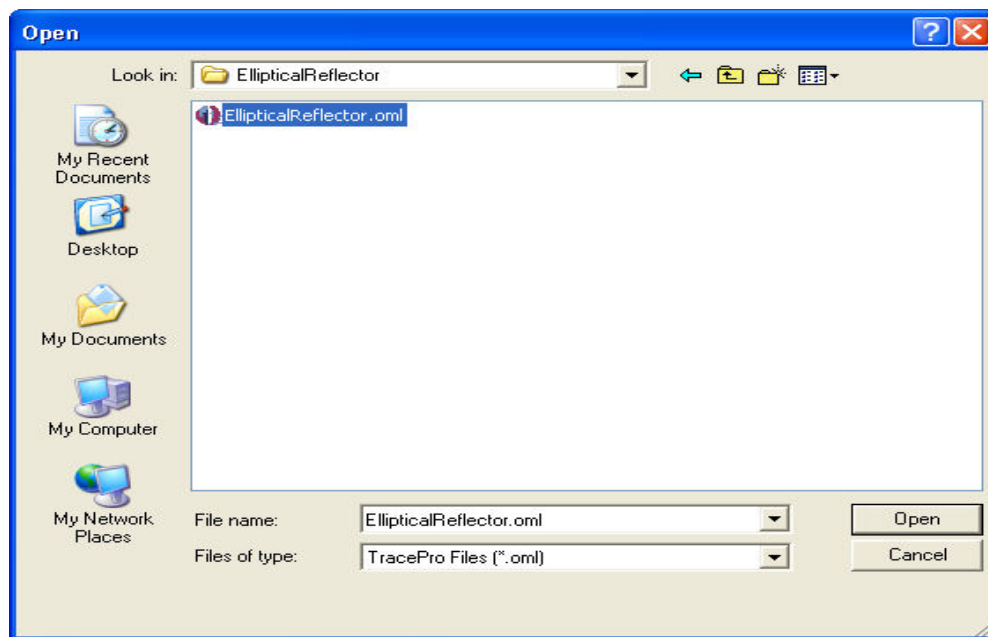 Open
Look in: EllipticalReflector
EllipticalReflector.oml
My Recent
Documents
Desktop
My Documents
My Computer
My Network
Places
File name: EllipticalReflector.oml Open
Files of type: TracePro Files (*.oml) Cancel